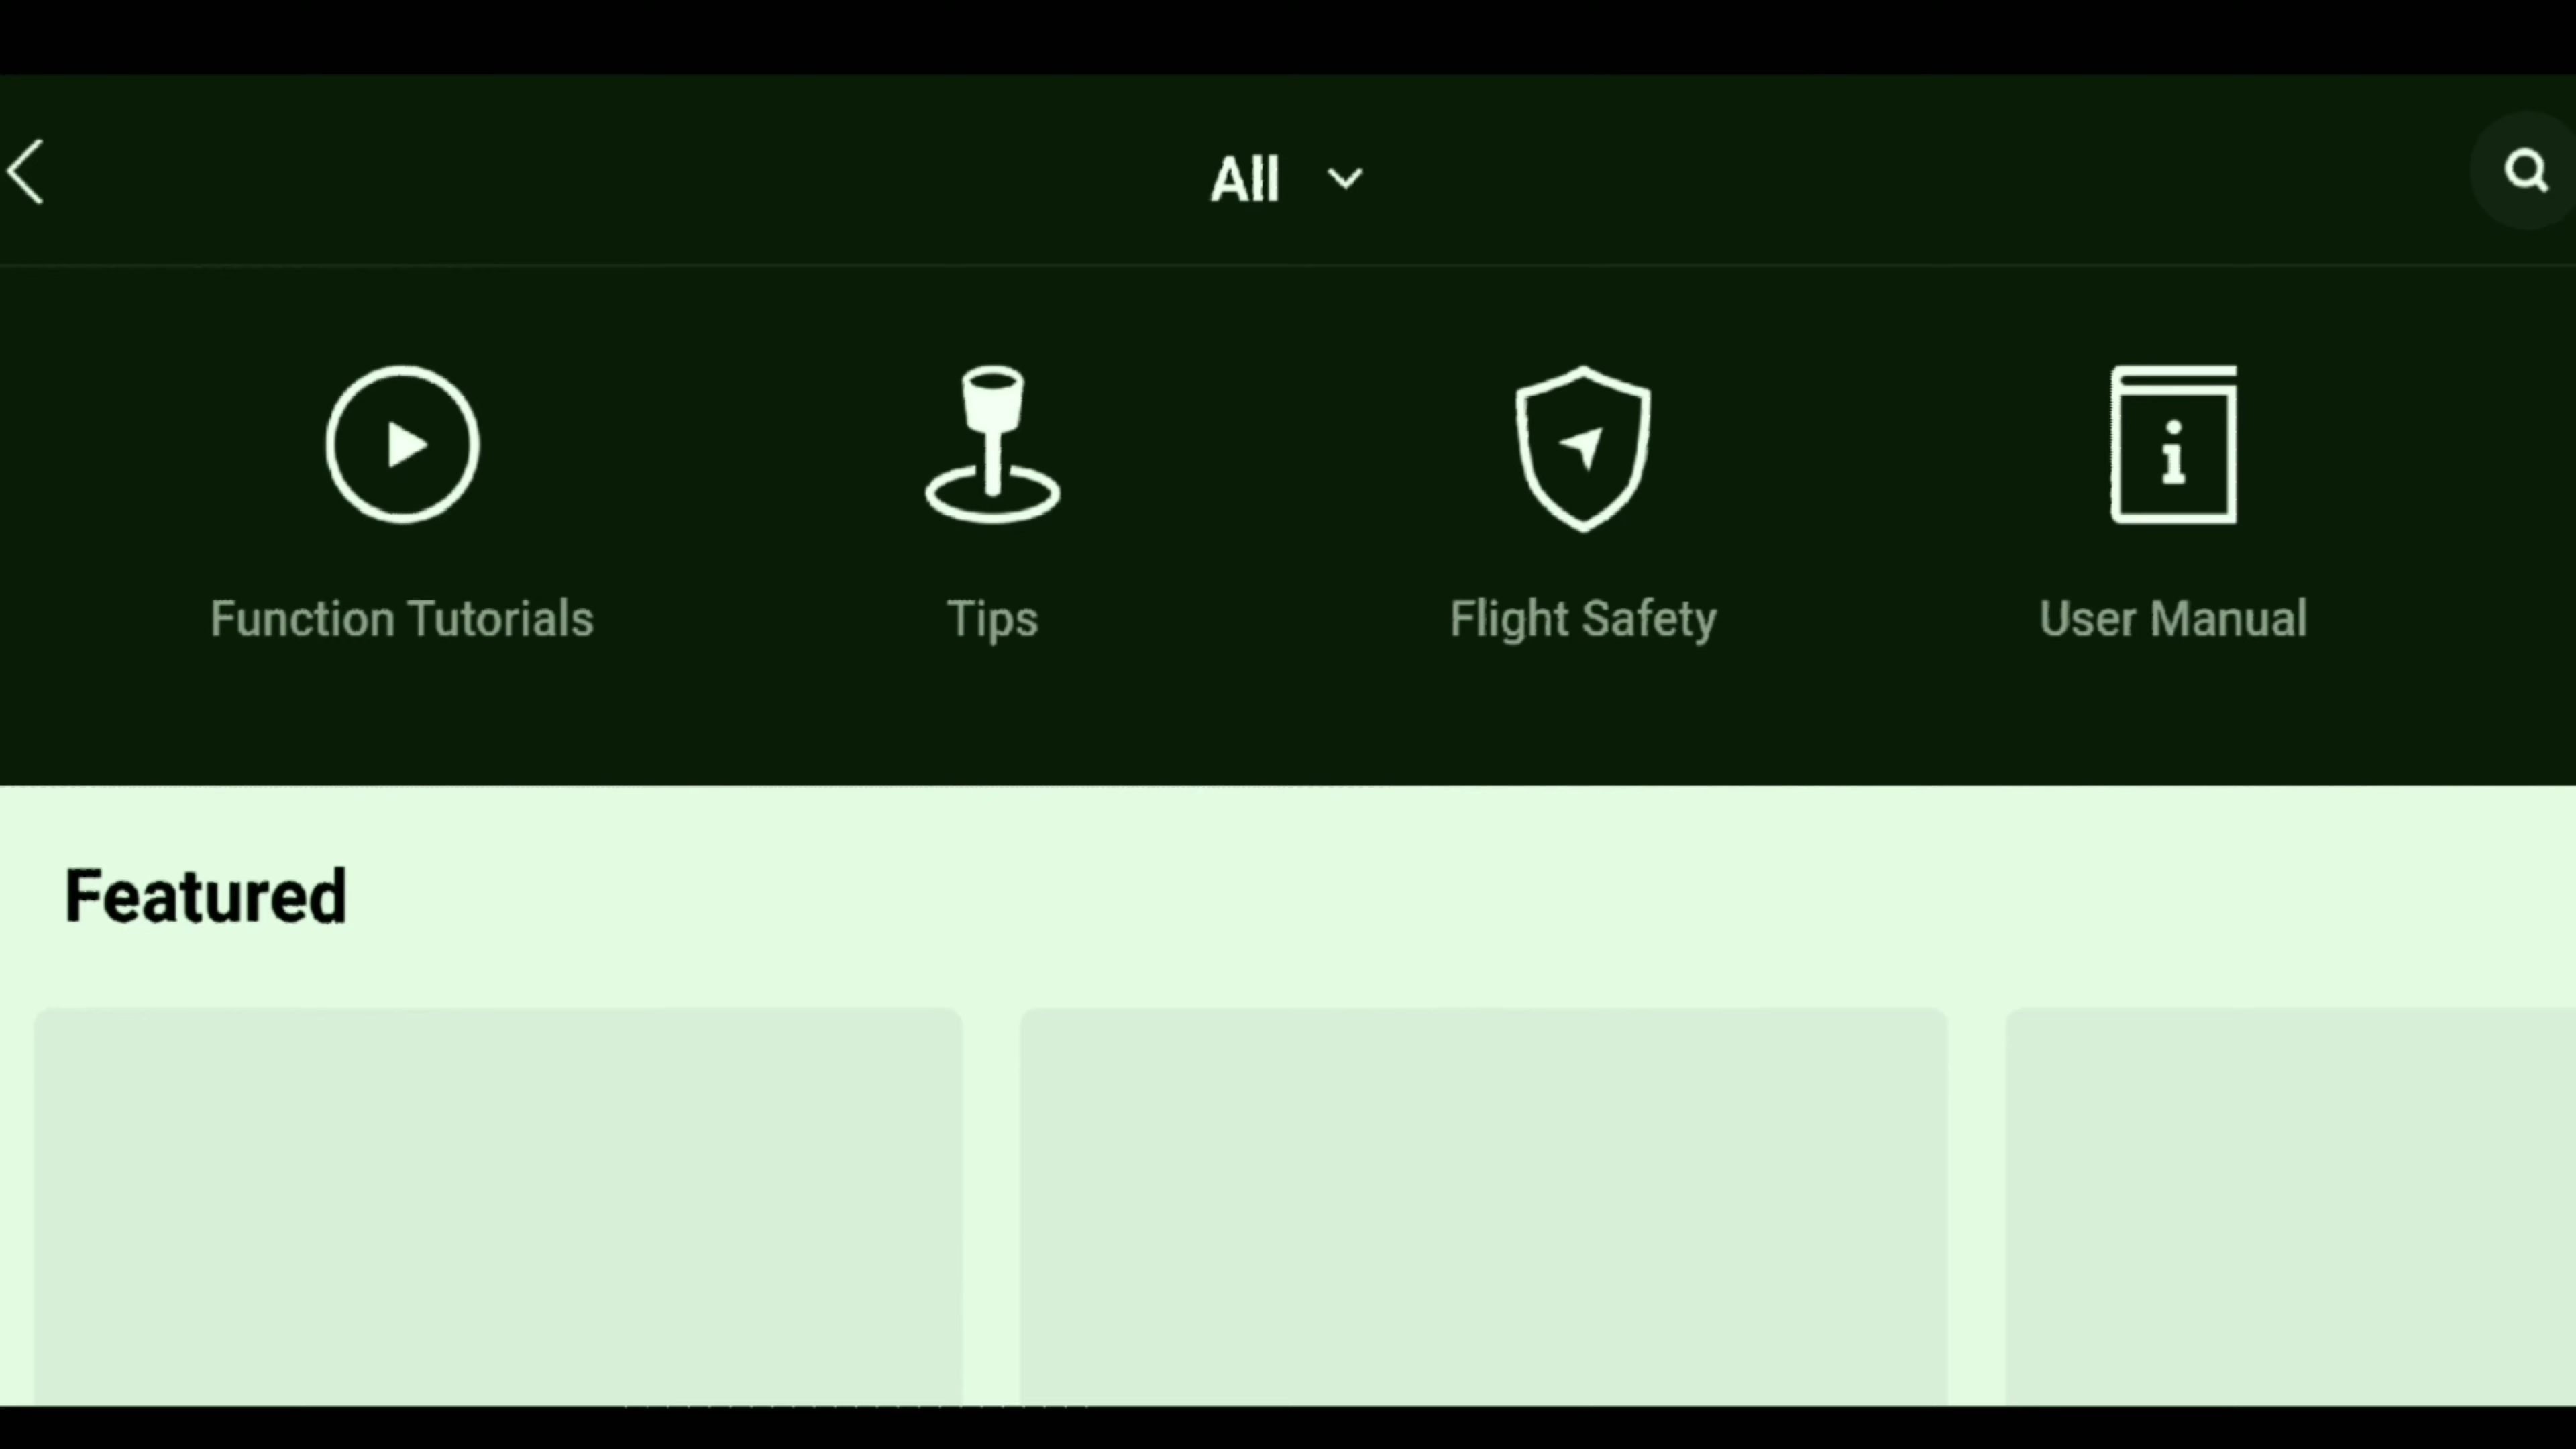 All
Function Tutorials
Tips
Flight Safety
User Manual
Featured